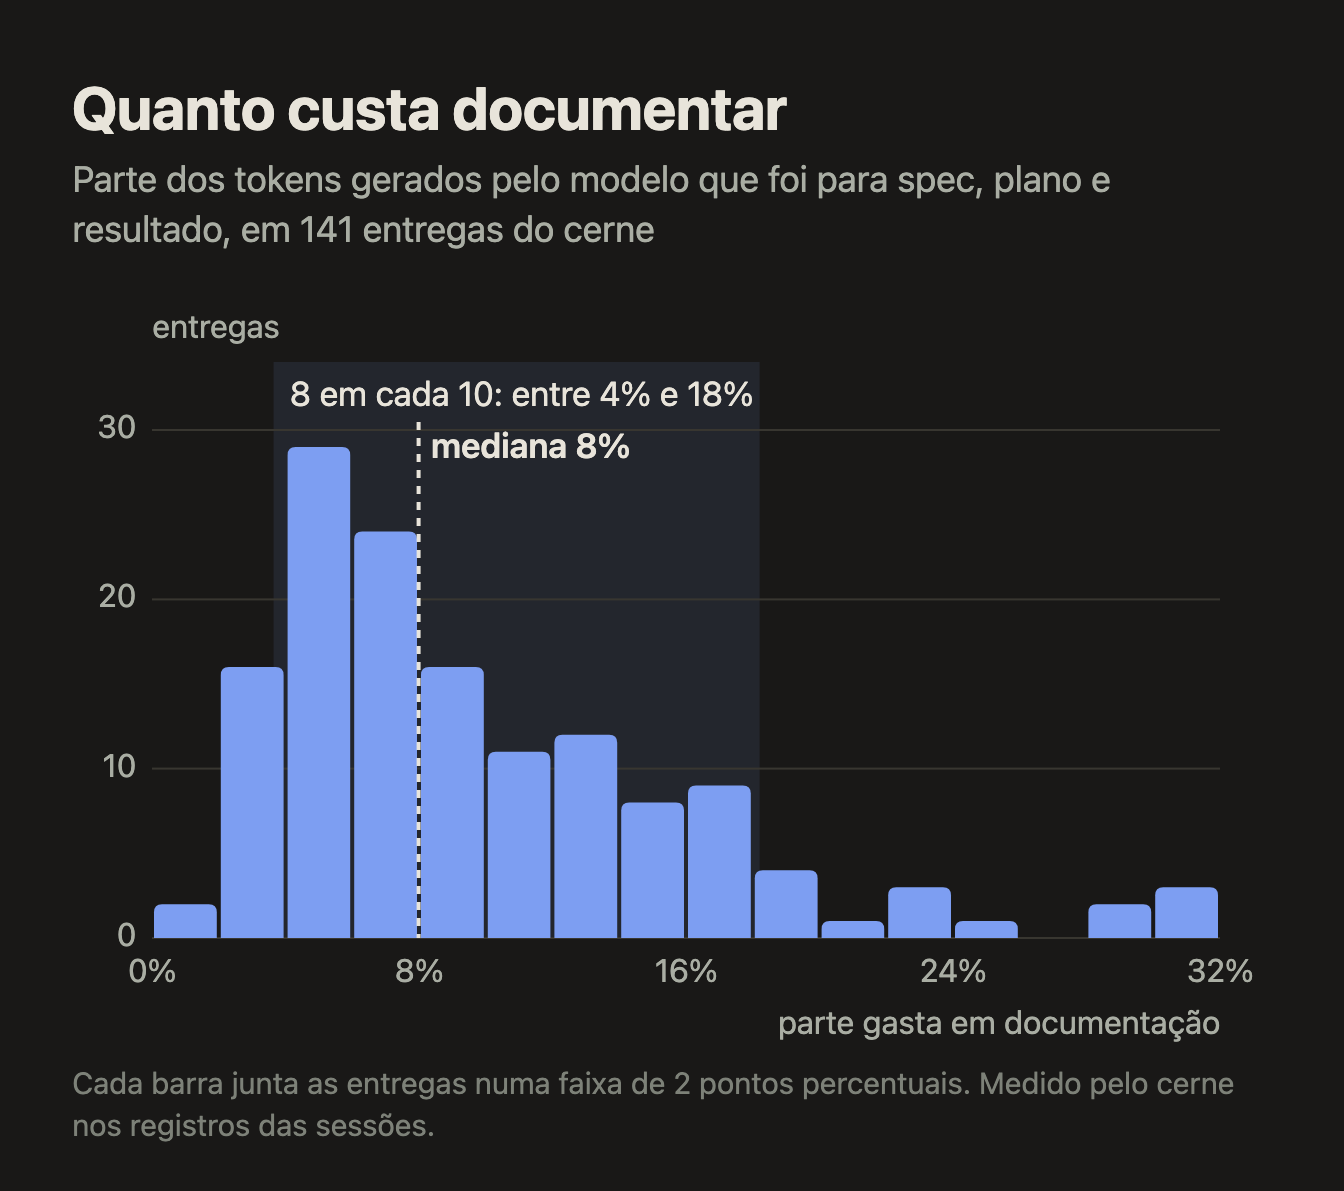 Quanto custa documentar
Parte dos tokens gerados pelo modelo que foi para spec, plano e
resultado, em 141 entregas do cerne
entregas
8 em cada 10: entre 4% e 18%
30
mediana 8%
20
10
0
0% 8% 16% 24% 32%
parte gasta em documentação
Cada barra junta as entregas numa faixa de 2 pontos percentuais. Medido pelo cerne
nos registros das sessões.